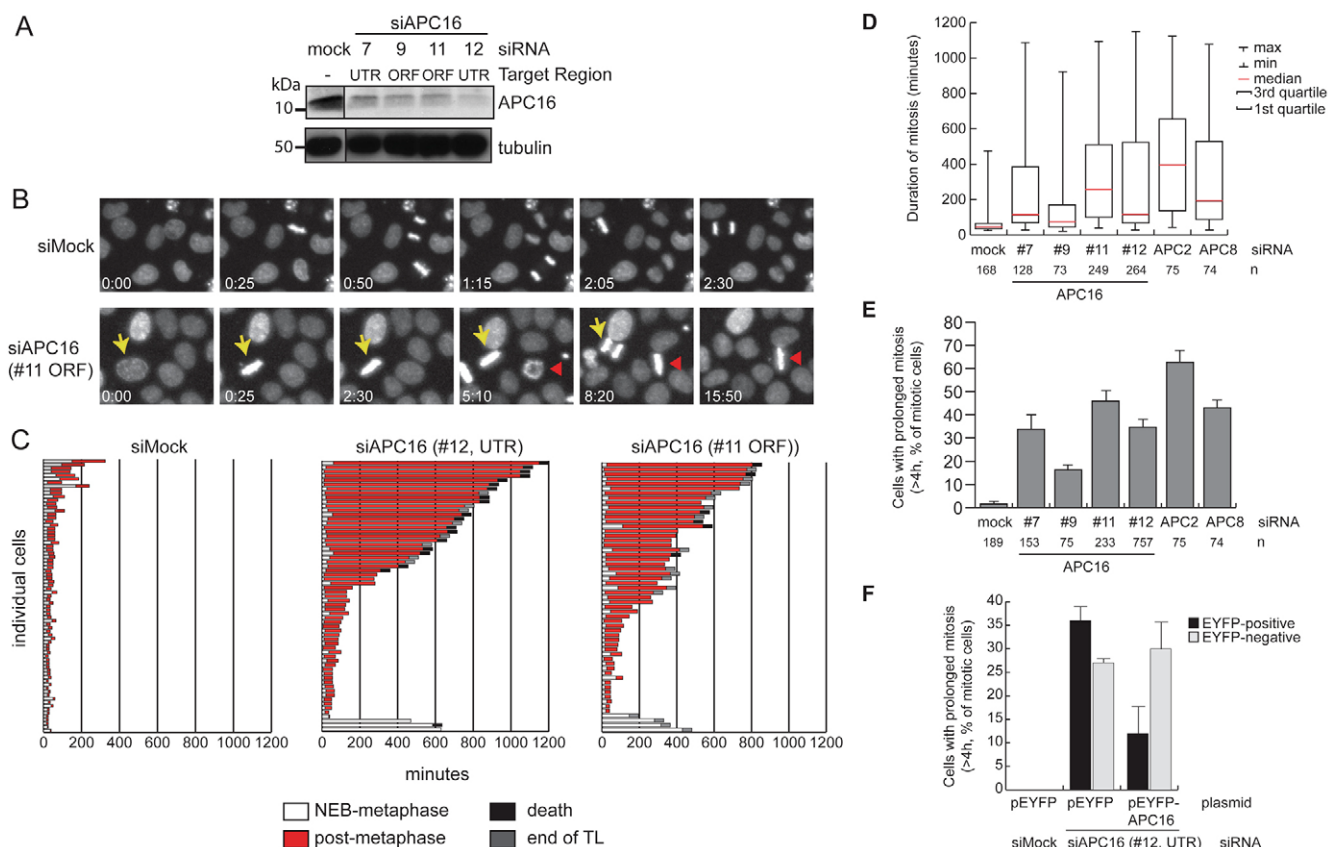 A
siAPC16
mock 7 9 11 12 siRNA
- UTR ORF ORF UTR Target Region
kDa
10
APC16
50
tubulin
B
siMock
0:00 0:25 0:50 1:15 2:05 2:30
siAPC16
(#11 ORF)
0:00 0:25 2:30 5:10 8:20 15:50
C
siMock siAPC16 (#12, UTR) siAPC16 (#11 ORF))
individual cells
0 200 400 600 800 1000 1200 0 200 400 600 800 1000 1200 0 200 400 600 800 1000 1200
minutes
NEB-metaphase death
post-metaphase end of TL
D
Duration of mitosis (minutes)
1200
1000
800
600
400
200
0
max
min
median
3rd quartile
1st quartile
mock #7 #9 #11 #12 APC2 APC8 siRNA
168 128 73 249 264 75 74 n
APC16
E
Cells with prolonged mitosis
(>4h, % of mitotic cells)
80
70
60
50
40
30
20
10
0
mock #7 #9 #11 #12 APC2 APC8 siRNA
189 153 75 233 757 75 74 n
APC16
F
Cells with prolonged mitosis
(>4h, % of mitotic cells)
35
30
25
20
15
10
5
0
EYFP-positive
EYFP-negative
pEYFP pEYFP pEYFP-
APC16
plasmid
siMock siAPC16 (#12, UTR) siRNA